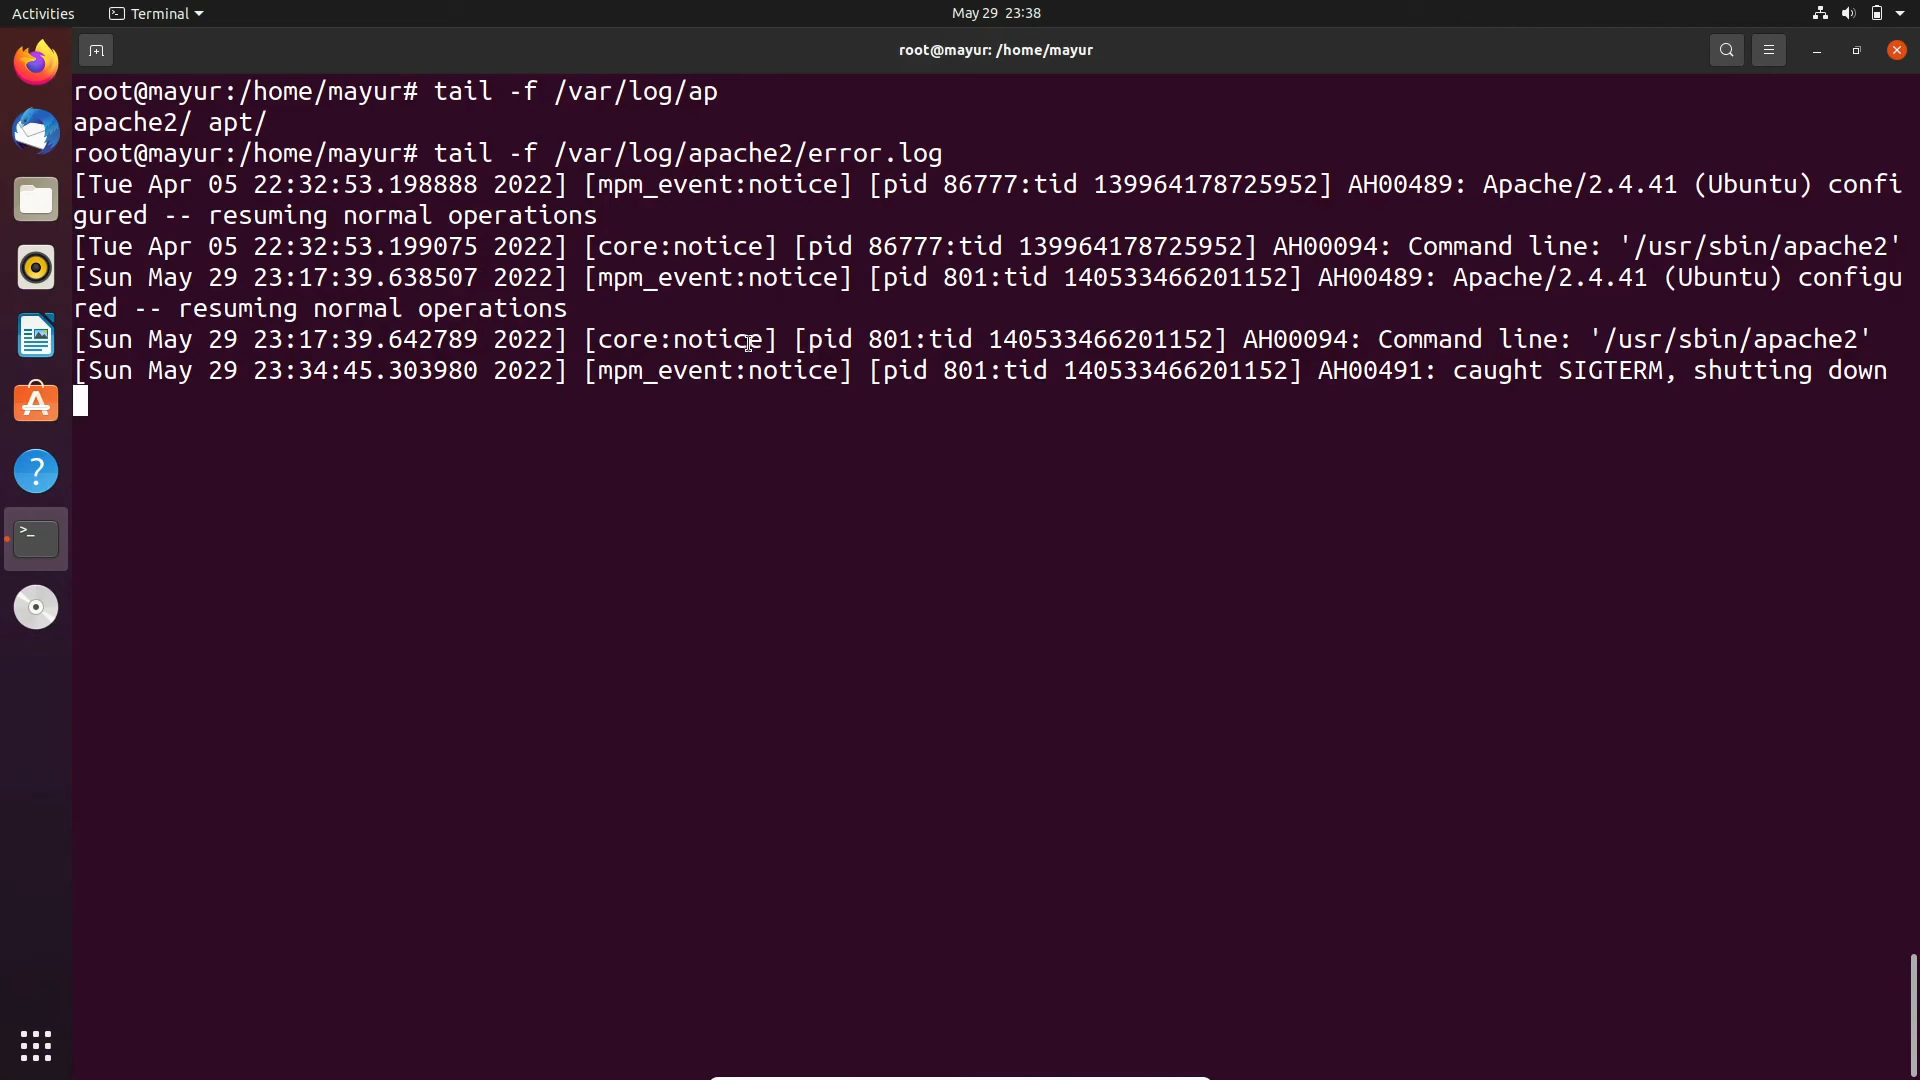 Activities Terminal May 29 23:38
root@mayur: /home/mayur
root@mayur:/home/mayur# tail -f /var/log/ap
apache2/ apt/
root@mayur:/home/mayur# tail -f /var/log/apache2/error.log
[Tue Apr 05 22:32:53.198888 2022] [mpm_event:notice] [pid 86777:tid 139964178725952] AH00489: Apache/2.4.41 (Ubuntu) confi
gured -- resuming normal operations
[Tue Apr 05 22:32:53.199075 2022] [core:notice] [pid 86777:tid 139964178725952] AH00094: Command line: '/usr/sbin/apache2'
[Sun May 29 23:17:39.638507 2022] [mpm_event:notice] [pid 801:tid 140533466201152] AH00489: Apache/2.4.41 (Ubuntu) configu
red -- resuming normal operations
[Sun May 29 23:17:39.642789 2022] [core:notice] [pid 801:tid 140533466201152] AH00094: Command line: '/usr/sbin/apache2'
[Sun May 29 23:34:45.303980 2022] [mpm_event:notice] [pid 801:tid 140533466201152] AH00491: caught SIGTERM, shutting down